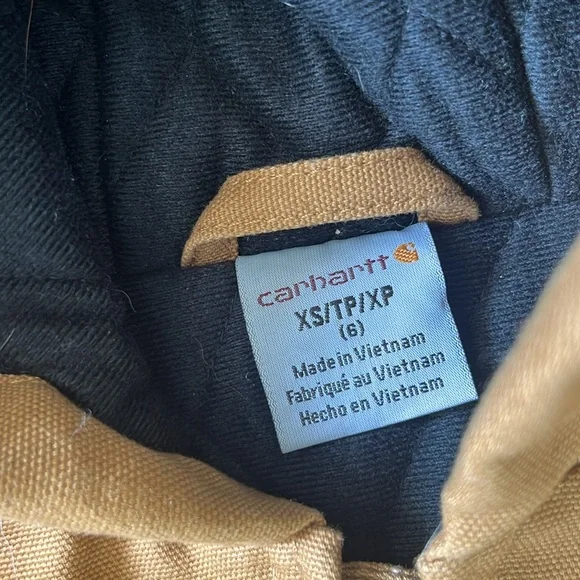 carhartt
XS/TP/XP
(6)
Made in Vietnam
Fabriqué au Vietnam
Hecho en Vietnam